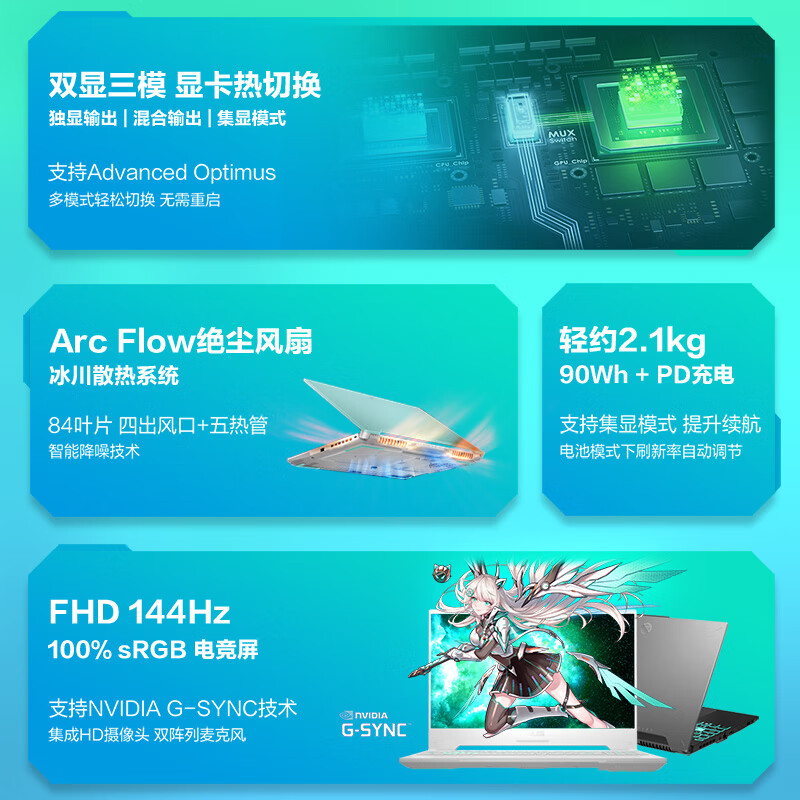 双显三模 显卡热切换
独显输出 | 混合输出 | 集显模式
支持Advanced Optimus
多模式轻松切换 无需重启
CPU_Chip
MUX
Switch
GPU_Chip
Arc Flow绝尘风扇
冰川散热系统
84叶片 四出风口+五热管
智能降噪技术
轻约2.1kg
90Wh + PD充电
支持集显模式 提升续航
电池模式下刷新率自动调节
FHD 144Hz
100% sRGB 电竞屏
支持NVIDIA G-SYNC技术
集成HD摄像头 双阵列麦克风
NVIDIA
G-SYNC